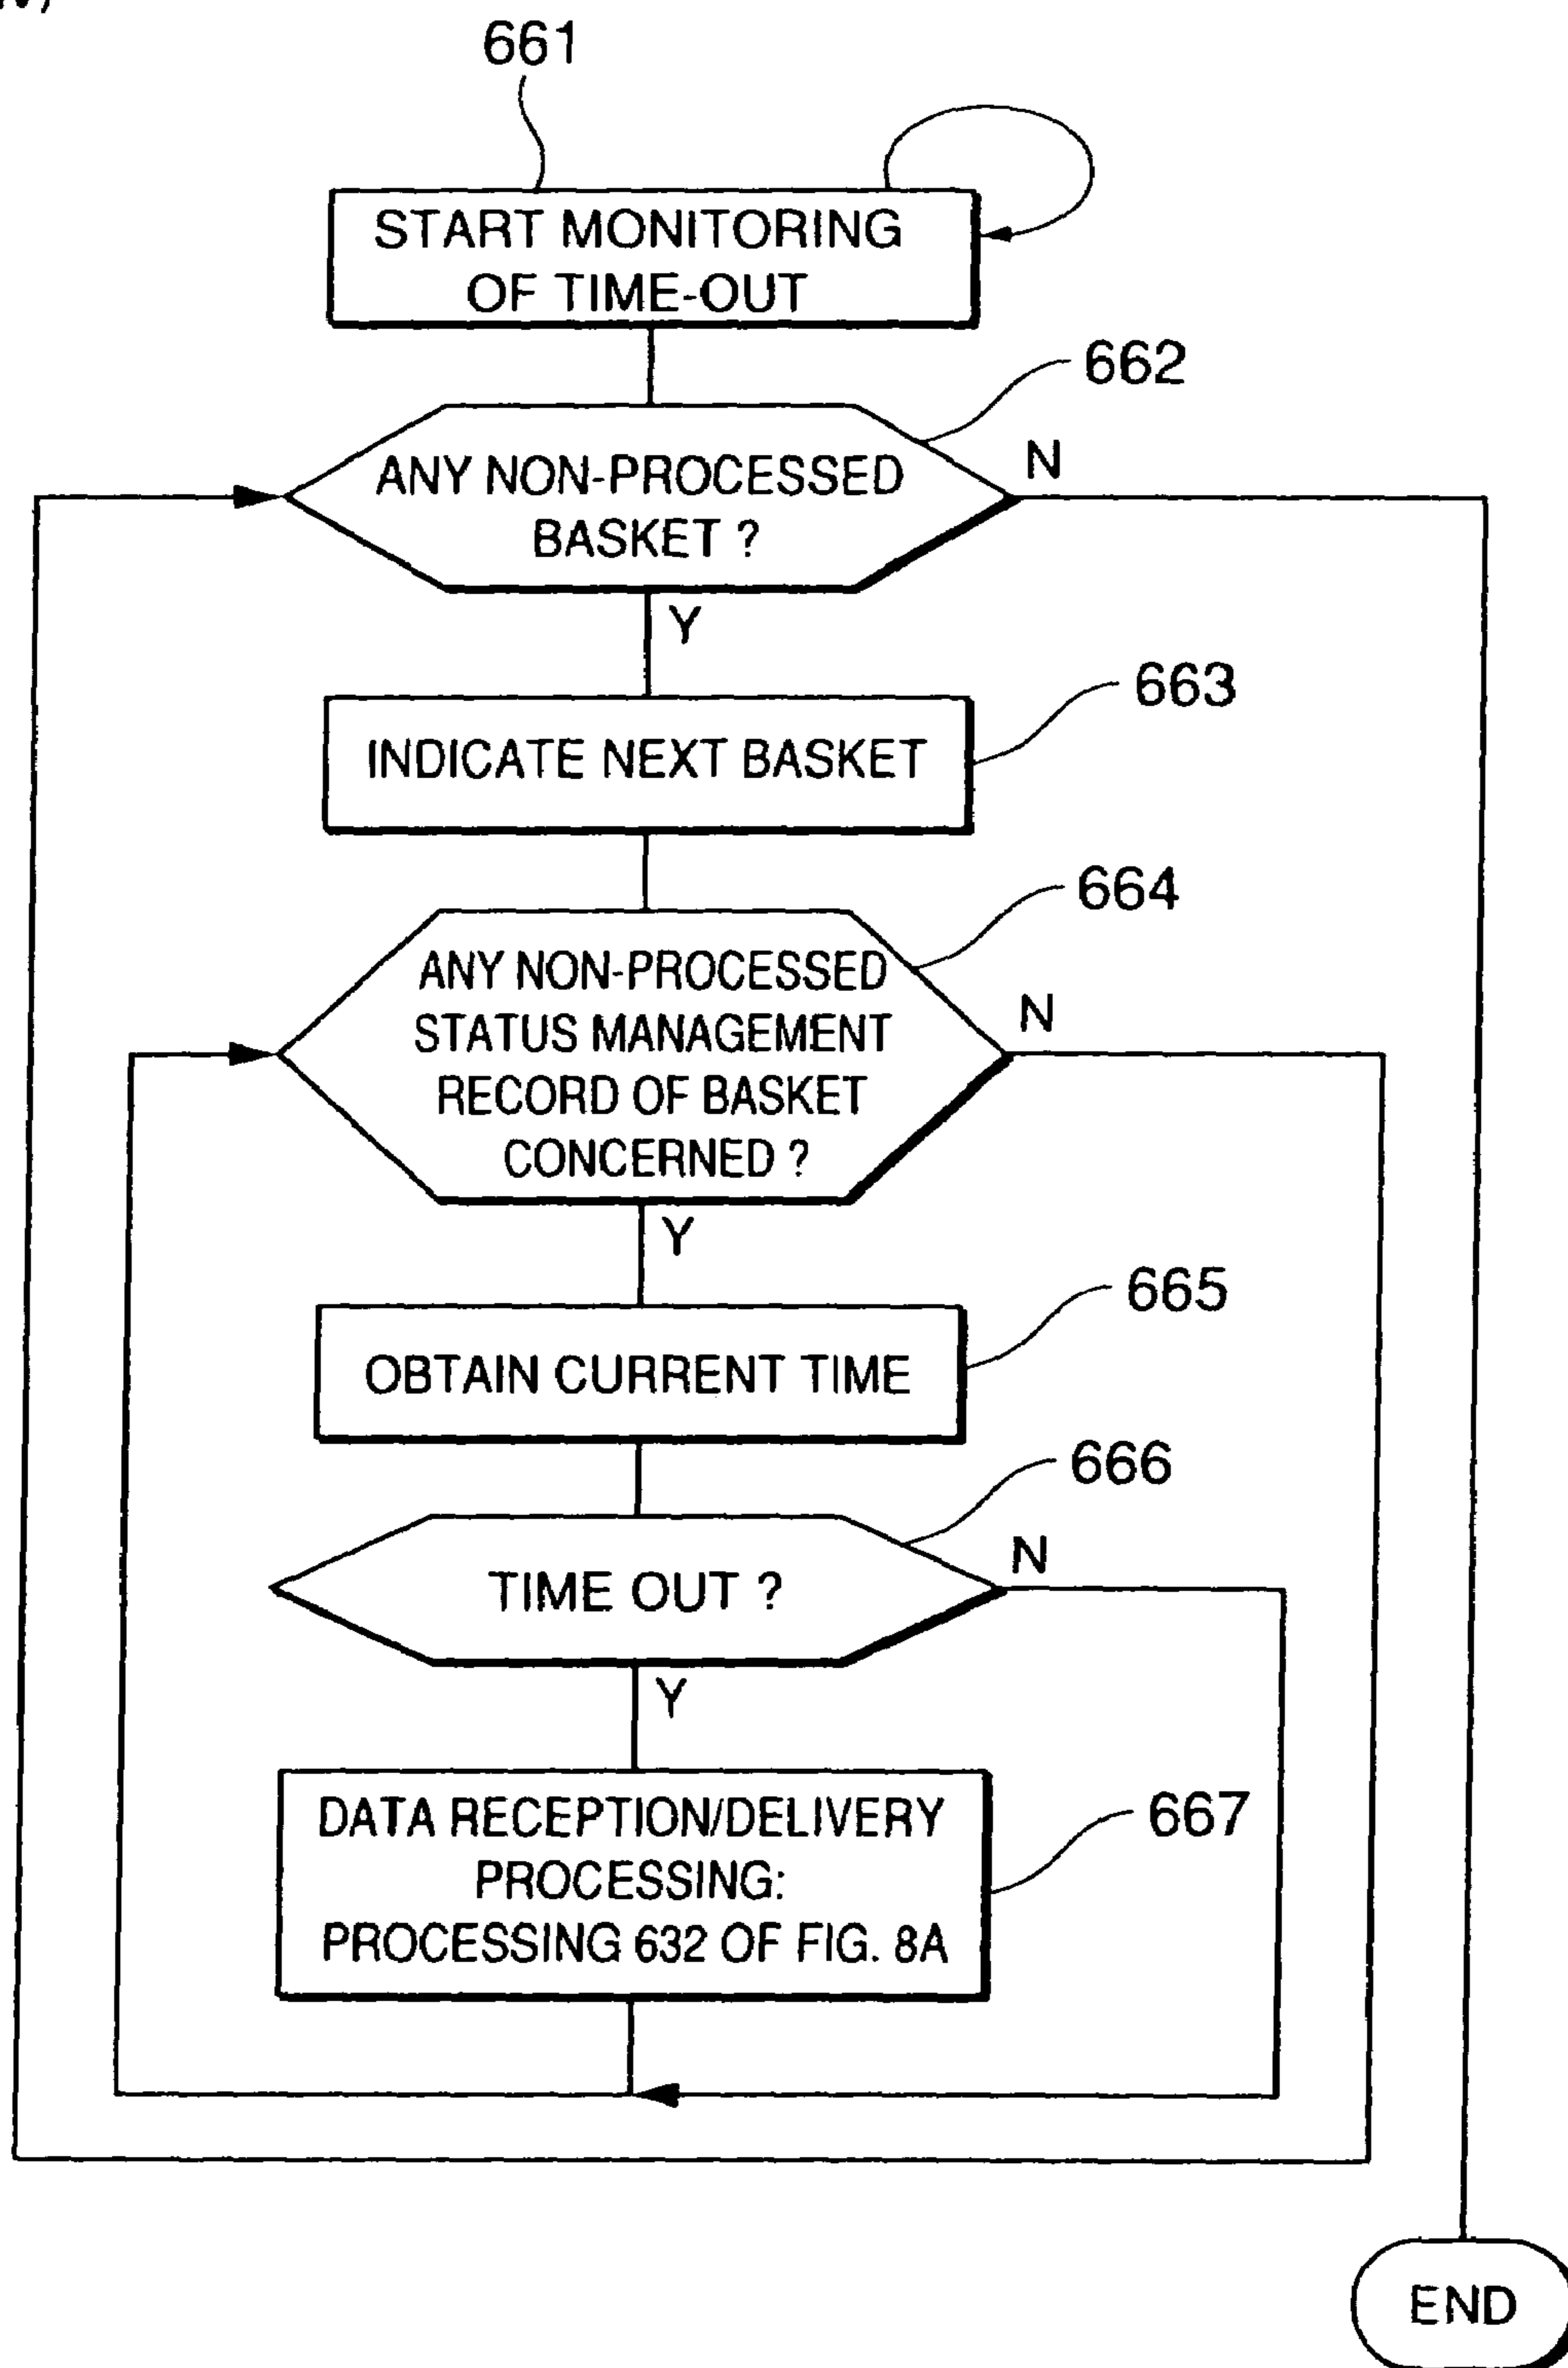 661
START MONITORING
OF TIME-OUT
662
ANY NON-PROCESSED
BASKET ?
N
Y
663
INDICATE NEXT BASKET
664
ANY NON-PROCESSED
STATUS MANAGEMENT
RECORD OF BASKET
CONCERNED ?
N
Y
665
OBTAIN CURRENT TIME
666
TIME OUT ?
N
Y
667
DATA RECEPTION/DELIVERY
PROCESSING:
PROCESSING 632 OF FIG. 8A
END